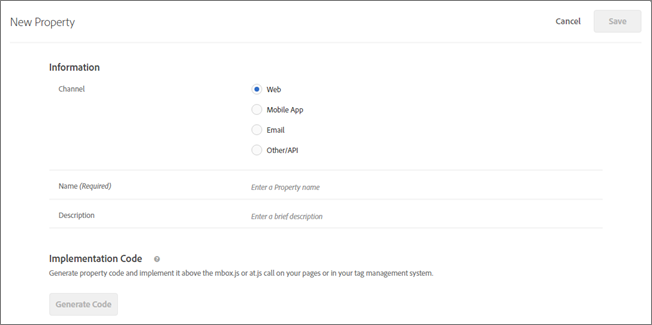 New Property
Cancel
Save
Information
Channel
Web
Mobile App
Email
Other/API
Name (Required)
Enter a Property name
Description
Enter a brief description
Implementation Code ?
Generate property code and implement it above the mbox.js or at.js call on your pages or in your tag management system.
Generate Code